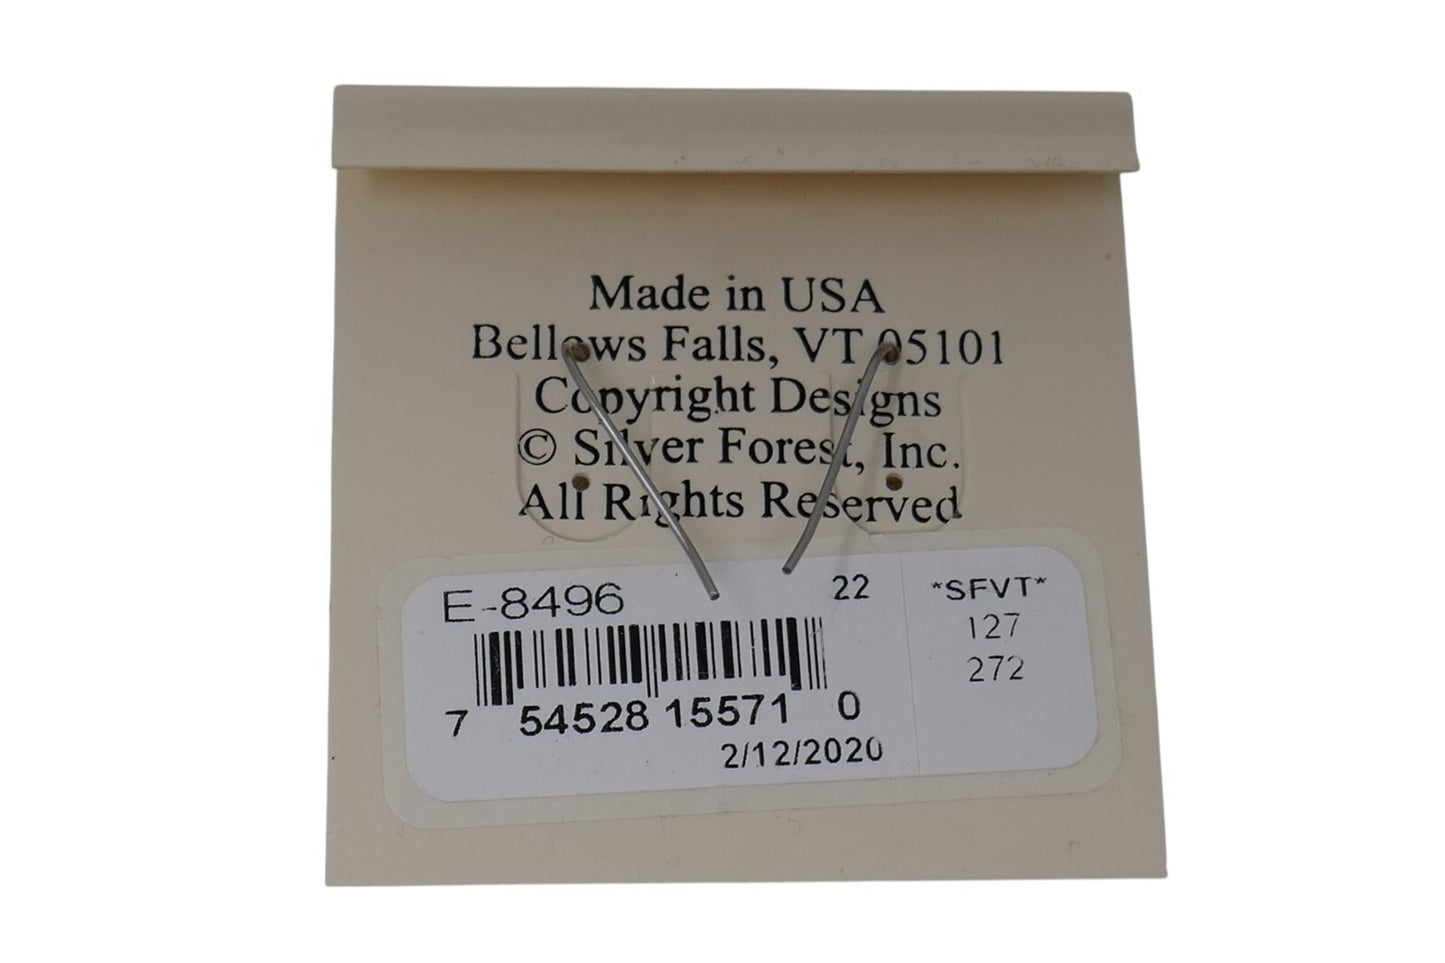 Made in USA
Bellows Falls, VT 05101
Copyright Designs
© Silver Forest, Inc.
All Rights Reserved
E-8496 22
7 54528 15571 0
2/12/2020
*SFVT*
127
272